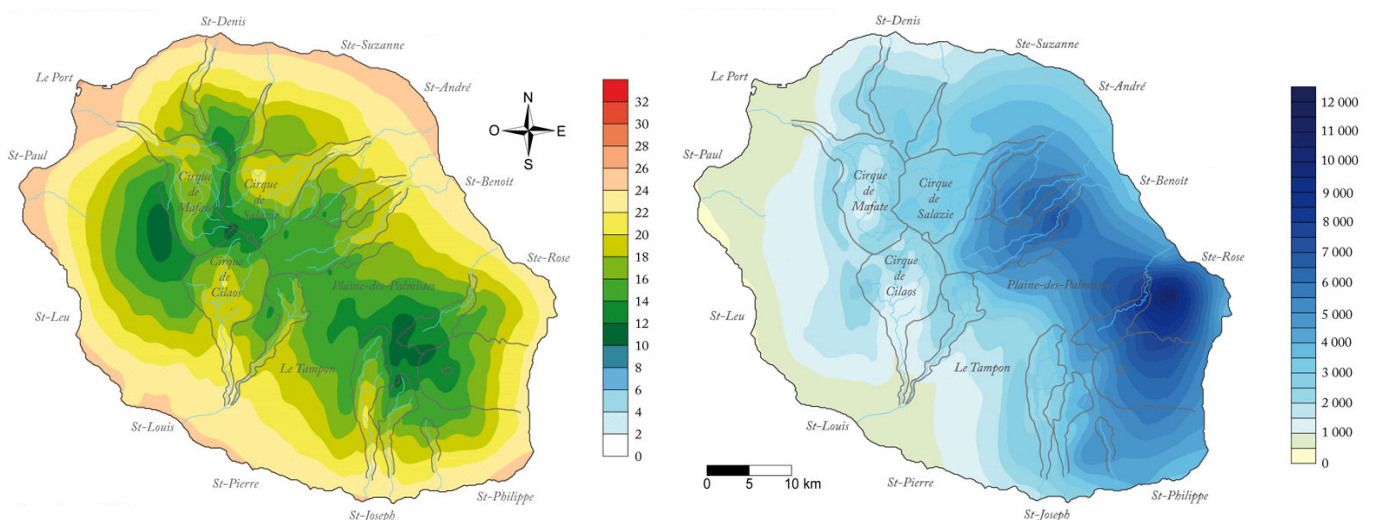 St-Denis
Ste-Suzanne
Le Port
St-André
St-Paul
Cirque
de
Mafate
Cirque
de
Salazie
St-Benoît
Cirque
de
Cilaos
Plaine-des-Palmistes
Ste-Rose
St-Leu
Le Tampon
St-Louis
St-Pierre
St-Joseph
St-Philippe
N
O
E
S
32
30
28
26
24
22
20
18
16
14
12
10
8
6
4
2
0
St-Denis
Ste-Suzanne
Le Port
St-André
St-Paul
Cirque
de
Mafate
Cirque
de
Salazie
St-Benoît
Cirque
de
Cilaos
Plaine-des-Palmistes
Ste-Rose
St-Leu
Le Tampon
St-Louis
St-Pierre
St-Joseph
St-Philippe
0 5 10 km
12 000
11 000
10 000
9 000
8 000
7 000
6 000
5 000
4 000
3 000
2 000
1 000
0